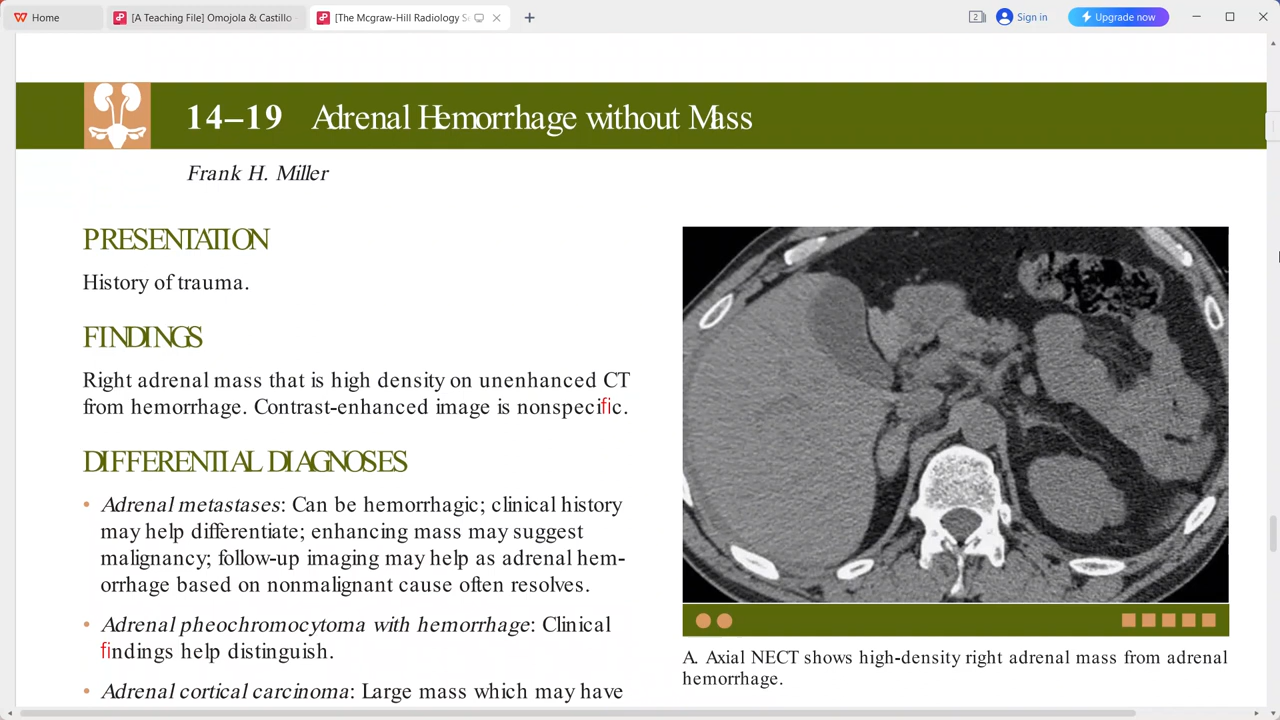 Home
[A Teaching File] Omojola & Castillo
[The Mcgraw-Hill Radiology S
2
Sign in
Upgrade now
14–19 Adrenal Hemorrhage without Mass
Frank H. Miller
PRESENTATION
History of trauma.
FINDINGS
Right adrenal mass that is high density on unenhanced CT
from hemorrhage. Contrast-enhanced image is nonspecific.
DIFFERENTIAL DIAGNOSES
• Adrenal metastases: Can be hemorrhagic; clinical history
may help differentiate; enhancing mass may suggest
malignancy; follow-up imaging may help as adrenal hem-
orrhage based on nonmalignant cause often resolves.
• Adrenal pheochromocytoma with hemorrhage: Clinical
findings help distinguish.
• Adrenal cortical carcinoma: Large mass which may have
A. Axial NECT shows high-density right adrenal mass from adrenal
hemorrhage.